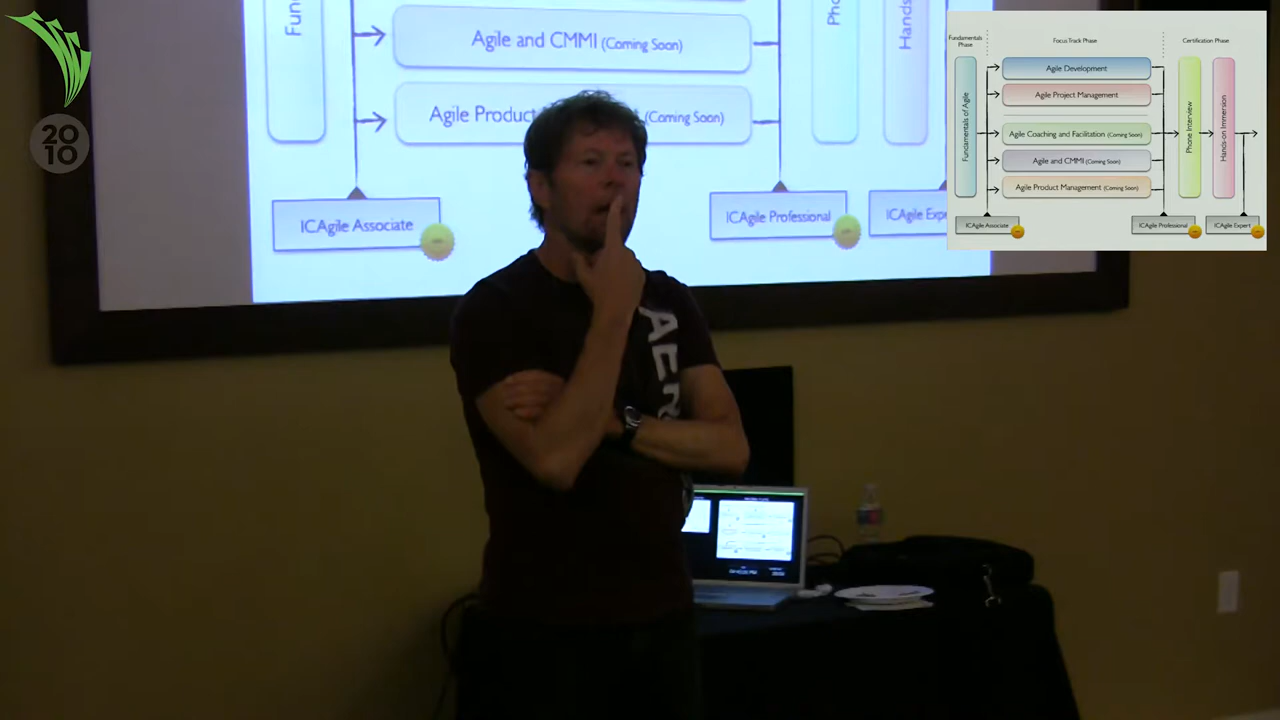 20
10
Fun
Pho
Hands
Agile and CMMI (Coming Soon)
Agile Product (Coming Soon)
ICAgile Associate
ICAgile Professional
ICAgile Expe
AER
Fundamentals
Phase
Focus Track Phase
Certification Phase
Fundamentals of Agile
Agile Development
Agile Project Management
Agile Coaching and Facilitation (Coming Soon)
Agile and CMMI (Coming Soon)
Agile Product Management (Coming Soon)
Phone Interview
Hands-on Immersion
ICAgile Associate
ICAgile Professional
ICAgile Expert